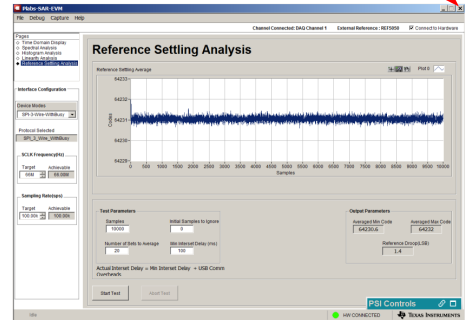 Plabs-SAR-EVM
File Debug Capture Help
Channel Connected: DAQ Channel 1 External Reference : REF5050 Connect to Hardware
Pages
Time Domain Display
Spectral Analysis
Histogram Analysis
Linearity Analysis
Reference Settling Analysis
Interface Configuration
Device Modes
SPI-3-Wire-WithBusy
Protocol Selected
SPI_3_Wire_WithBusy
SCLK Frequency(Hz)
Target Achievable
Sampling Rate(sps)
Target Achievable
100.00k 100.00k
Reference Settling Analysis
Reference Settling Average
Plot 0
64233
64232
64231
64230
64229
Codes
0 500 1000 1500 2000 2500 3000 3500 4000 4500 5000 5500 6000 6500 7000 7500 8000 8500 9000 9500 10000
Samples
Test Parameters
Samples Initial Samples to Ignore
10000 0
Number of Sets to Average Min Interset Delay (ms)
20 100
Actual Interset Delay = Min Interset Delay + USB Comm
Overheads
Output Parameters
Averaged Min Code Averaged Max Code
64230.6 64232
Reference Droop(LSB)
1.4
Start Test Abort Test
PSI Controls
Idle HW CONNECTED TEXAS INSTRUMENTS